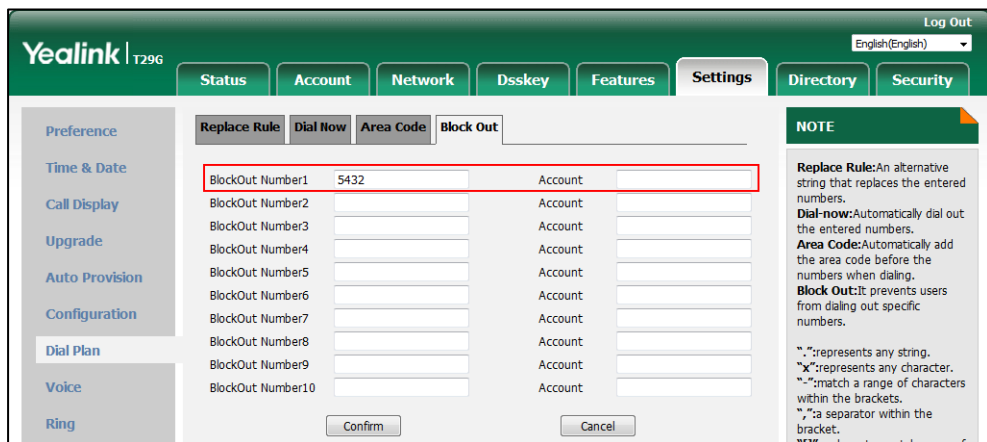 Log Out
Yealink T29G
English(English)
Status Account Network Dsskey Features Settings Directory Security
Preference
Time & Date
Call Display
Upgrade
Auto Provision
Configuration
Dial Plan
Voice
Ring
Replace Rule Dial Now Area Code Block Out
BlockOut Number1 5432 Account
BlockOut Number2 Account
BlockOut Number3 Account
BlockOut Number4 Account
BlockOut Number5 Account
BlockOut Number6 Account
BlockOut Number7 Account
BlockOut Number8 Account
BlockOut Number9 Account
BlockOut Number10 Account
Confirm Cancel
NOTE
Replace Rule:An alternative
string that replaces the entered
numbers.
Dial-now:Automatically dial out
the entered numbers.
Area Code:Automatically add
the area code before the
numbers when dialing.
Block Out:It prevents users
from dialing out specific
numbers.
".":represents any string.
"x":represents any character.
"-":match a range of characters
within the brackets.
",":a separator within the
bracket.